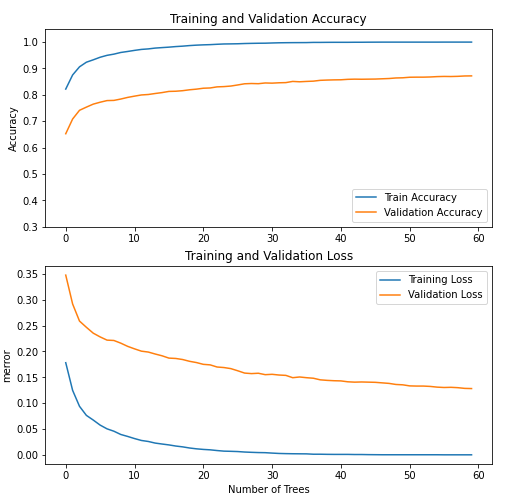 Training and Validation Accuracy
1.0
0.9
0.8
0.7
0.6
0.5
0.4
0.3
Accuracy
Train Accuracy
Validation Accuracy
0 10 20 30 40 50 60
Training and Validation Loss
0.35
0.30
0.25
0.20
0.15
0.10
0.05
0.00
merror
Training Loss
Validation Loss
0 10 20 30 40 50 60
Number of Trees